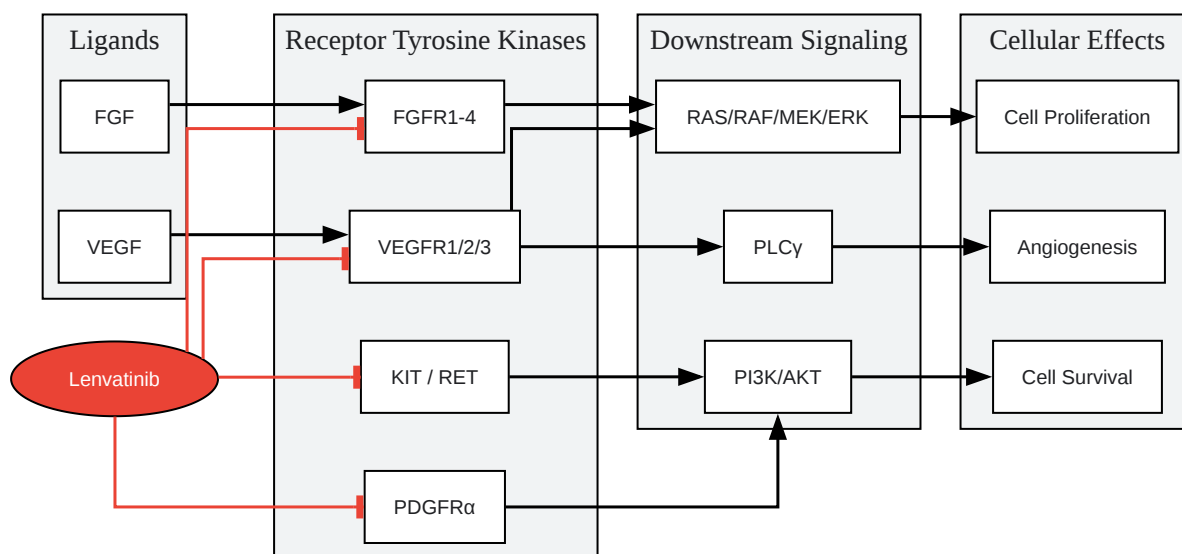 Ligands
Receptor Tyrosine Kinases
Downstream Signaling
Cellular Effects
FGF
FGFR1-4
RAS/RAF/MEK/ERK
Cell Proliferation
VEGF
VEGFR1/2/3
PLCγ
Angiogenesis
Lenvatinib
KIT / RET
PI3K/AKT
Cell Survival
PDGFRα